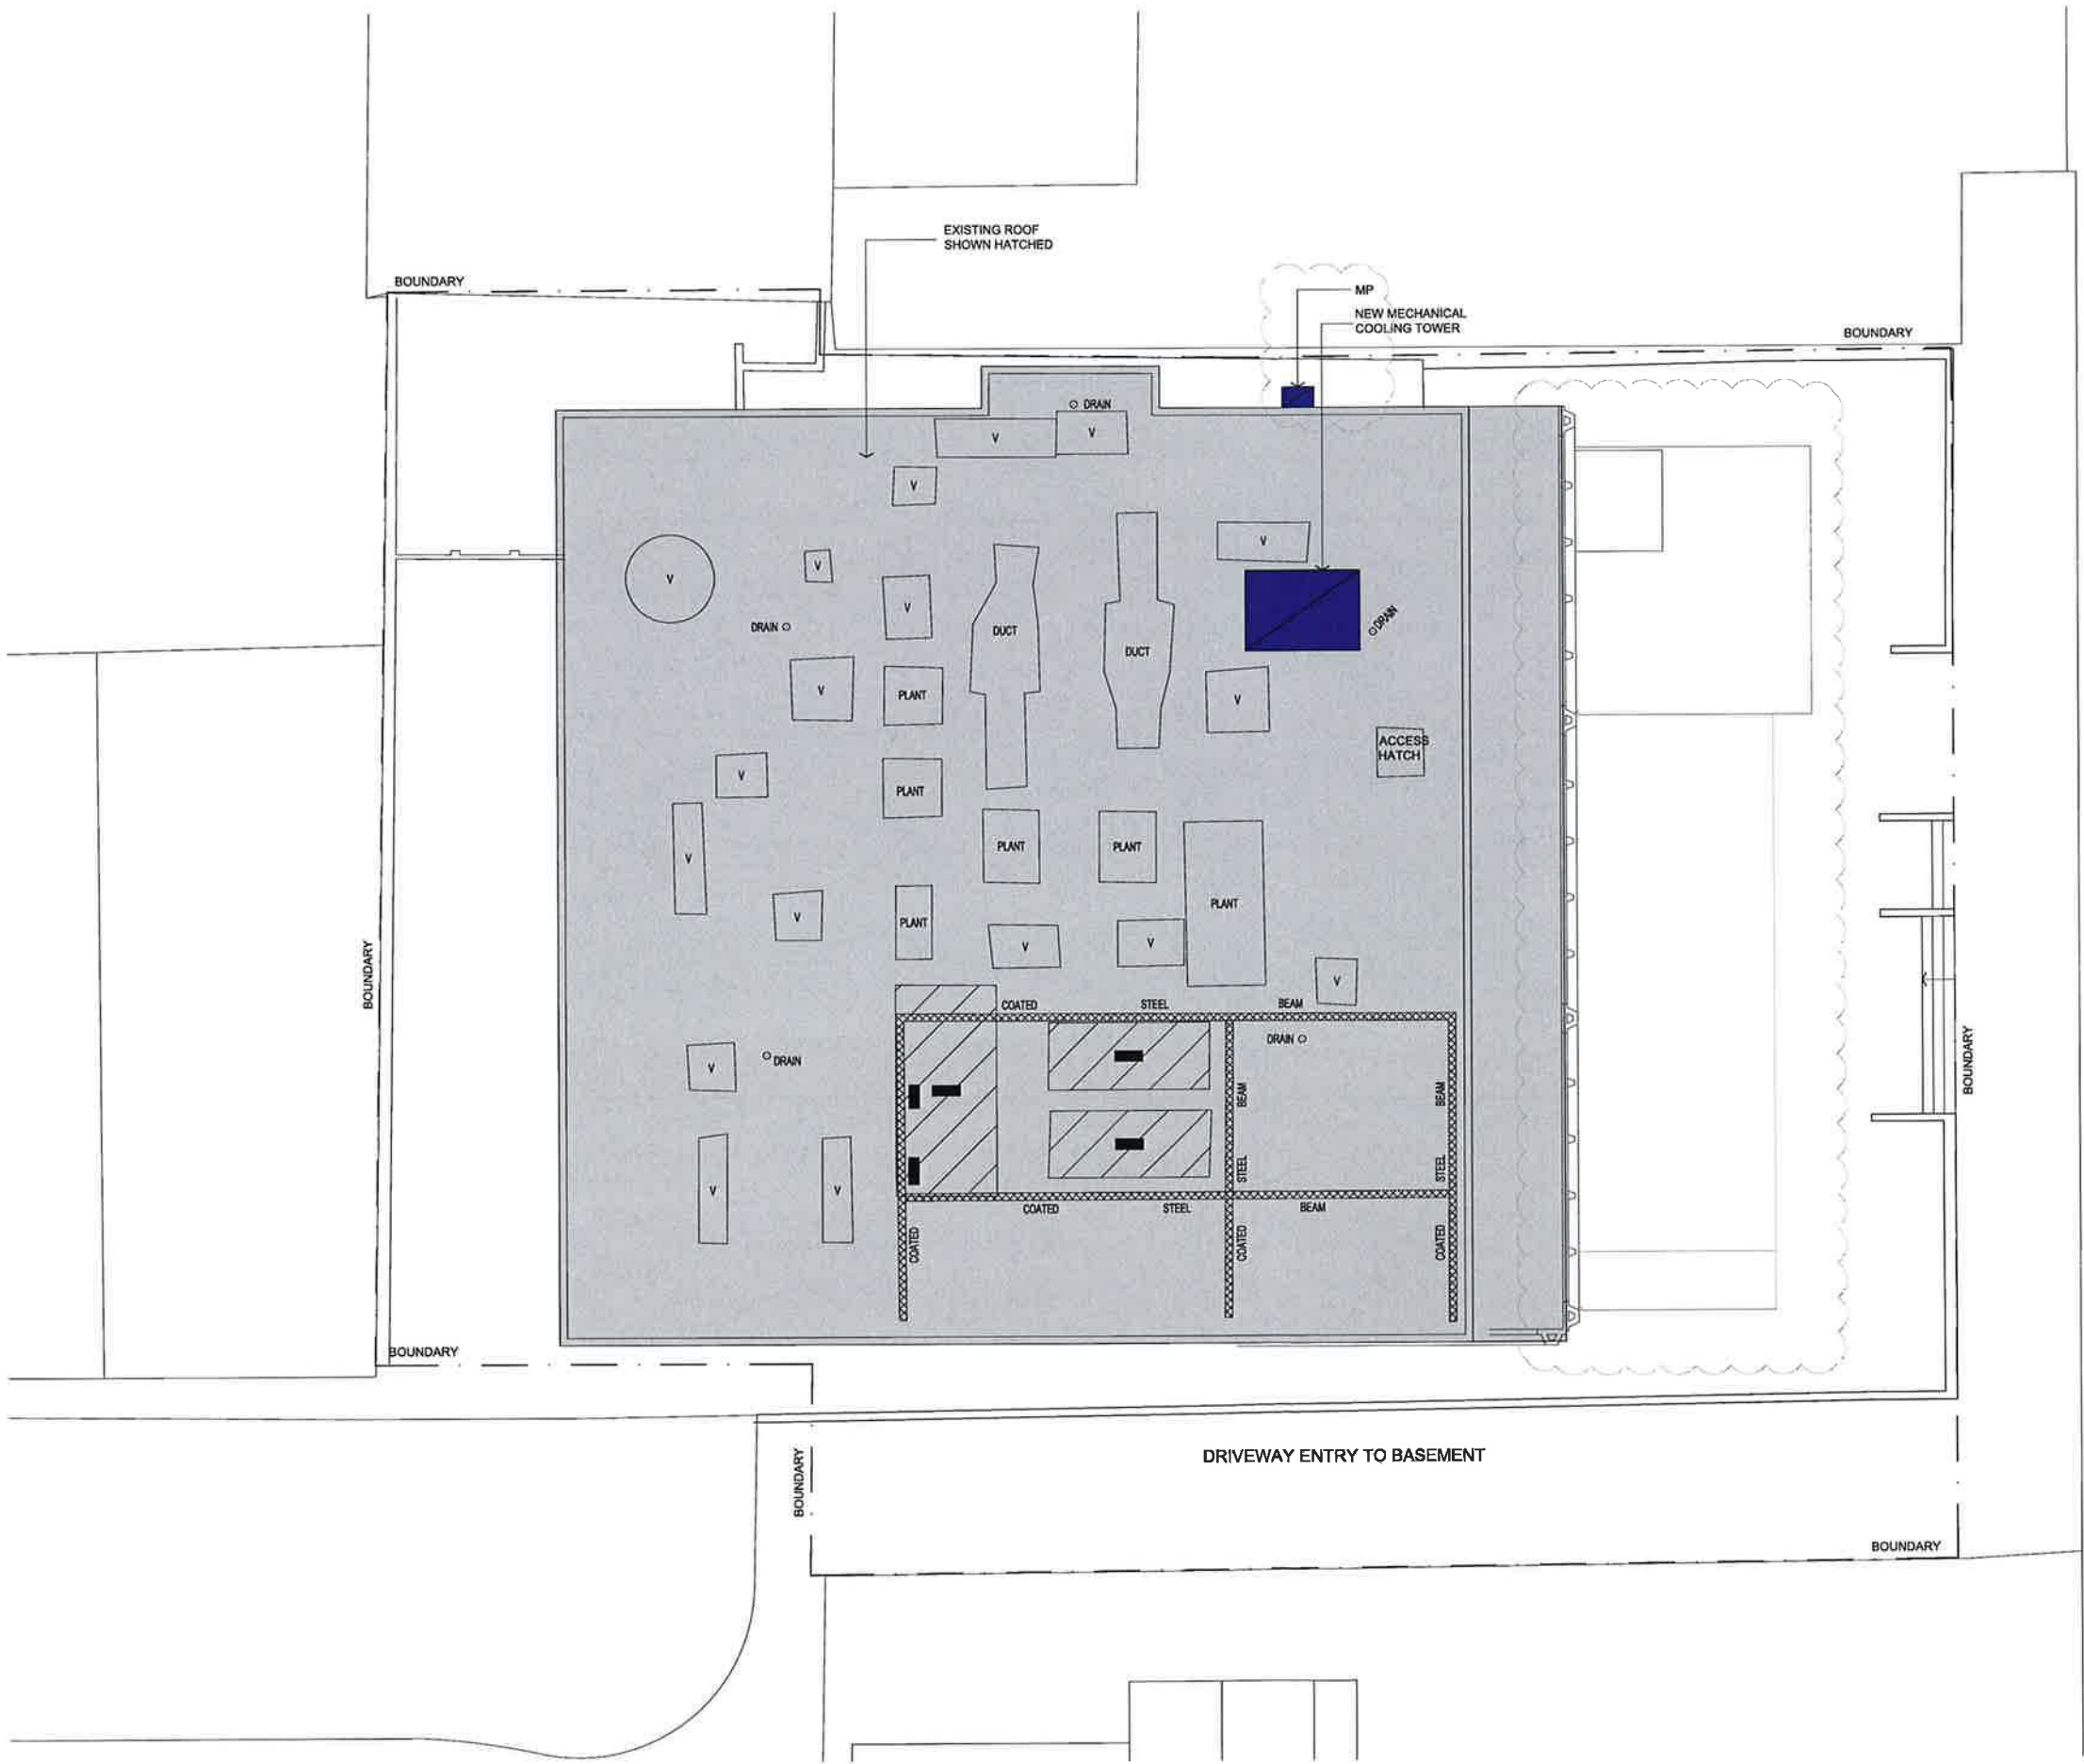 EXISTING ROOF
SHOWN HATCHED
BOUNDARY
MP
NEW MECHANICAL
COOLING TOWER
BOUNDARY
DRAIN
V
V
V
V
V
V
V
DRAIN
DUCT
DUCT
DRAIN
V
PLANT
V
ACCESS
HATCH
V
PLANT
V
PLANT
PLANT
PLANT
V
PLANT
V
V
V
BOUNDARY
COATED
STEEL
BEAM
DRAIN
V
DRAIN
BEAM
BEAM
BOUNDARY
STEEL
STEEL
V
V
COATED
STEEL
BEAM
COATED
COATED
COATED
BOUNDARY
DRIVEWAY ENTRY TO BASEMENT
BOUNDARY
BOUNDARY